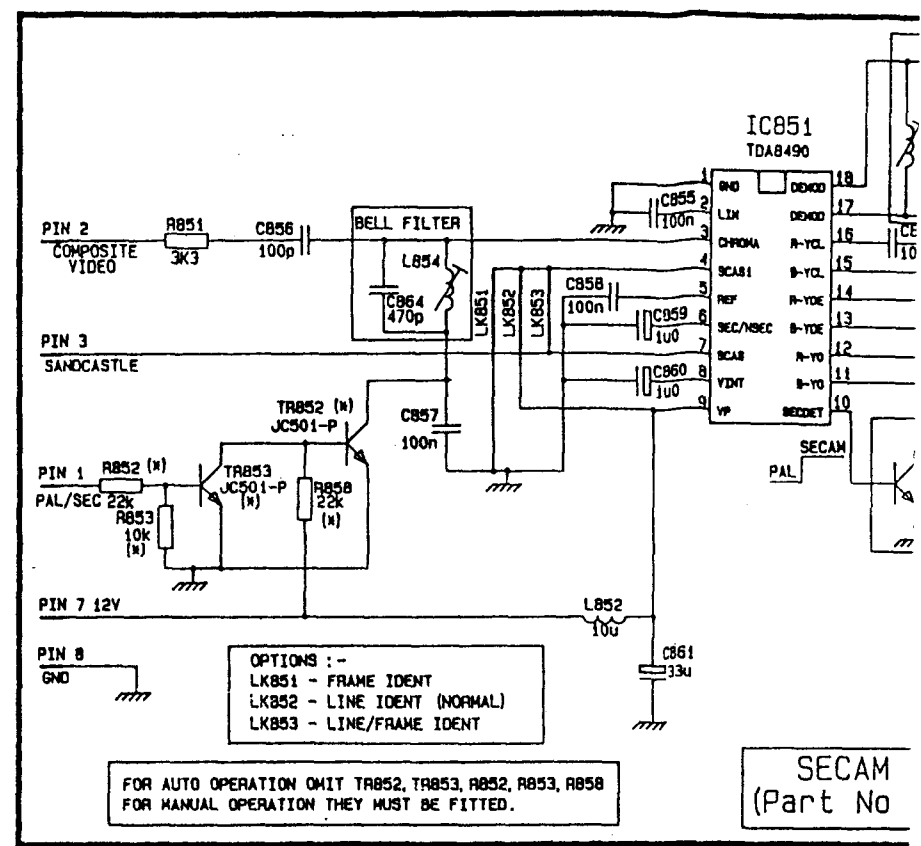 IC851
TDA8490
1
GND
DEMOD
18
C855
100n
2
LIM
DEMOD
17
PIN 2
COMPOSITE
VIDEO
R851
3K3
C856
100p
BELL FILTER
L854
C864
470p
3
CHROMA
R-YCL
16
10
4
SCAS1
B-YCL
15
LK851
LK852
LK853
C858
100n
5
REF
R-YDE
14
C859
1u0
6
SEC/NSEC
B-YDE
13
PIN 3
SANDCASTLE
7
SCAS
R-YO
12
C860
1u0
8
VINT
B-YO
11
9
VP
SECDET
10
TR852 (*)
JC501-P
C857
100n
SECAM
PAL
PIN 1
PAL/SEC
R852 (*)
22k
TR853
JC501-P
(*)
R858
22k
(*)
R853
10k
(*)
PIN 7 12V
L852
10u
PIN 8
GND
C861
33u
OPTIONS :-
LK851 - FRAME IDENT
LK852 - LINE IDENT (NORMAL)
LK853 - LINE/FRAME IDENT
FOR AUTO OPERATION OMIT TR852, TR853, R852, R853, R858
FOR MANUAL OPERATION THEY MUST BE FITTED.
SECAM
(Part No